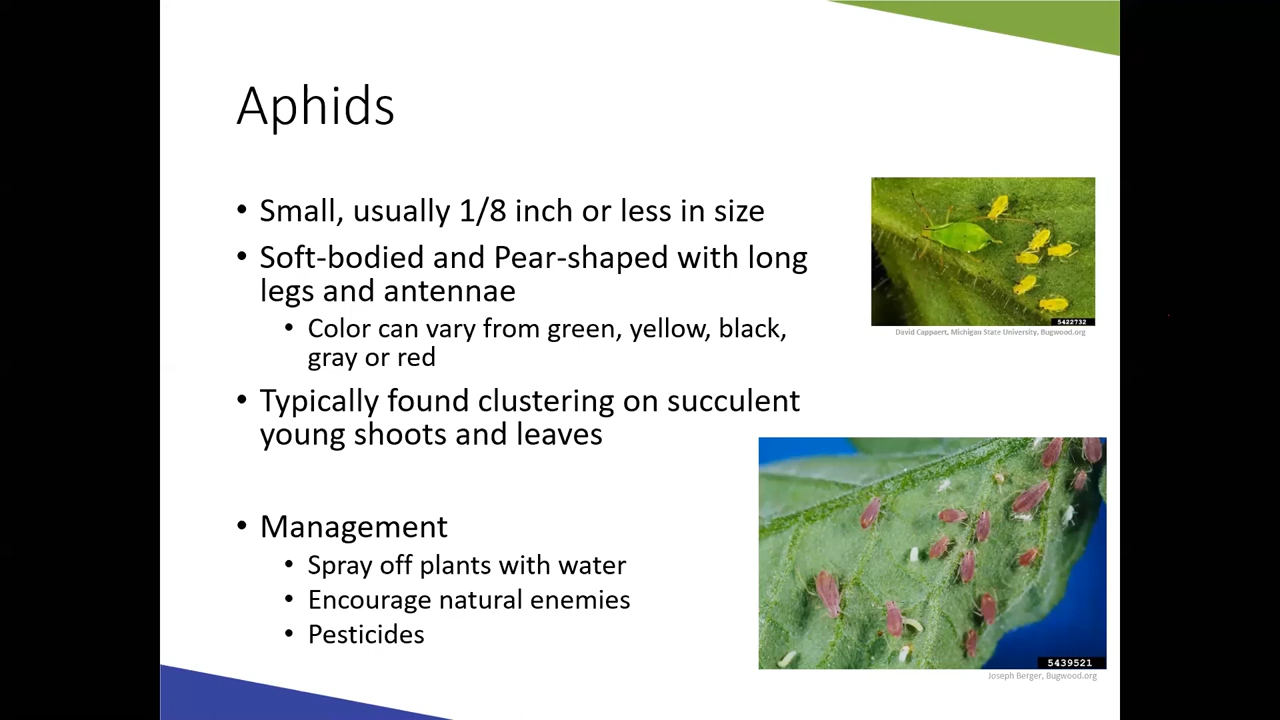 Aphids
• Small, usually 1/8 inch or less in size
• Soft-bodied and Pear-shaped with long
legs and antennae
• Color can vary from green, yellow, black,
gray or red
• Typically found clustering on succulent
young shoots and leaves
• Management
• Spray off plants with water
• Encourage natural enemies
• Pesticides
5422732
David Cappaert, Michigan State University, Bugwood.org
5439521
Joseph Berger, Bugwood.org